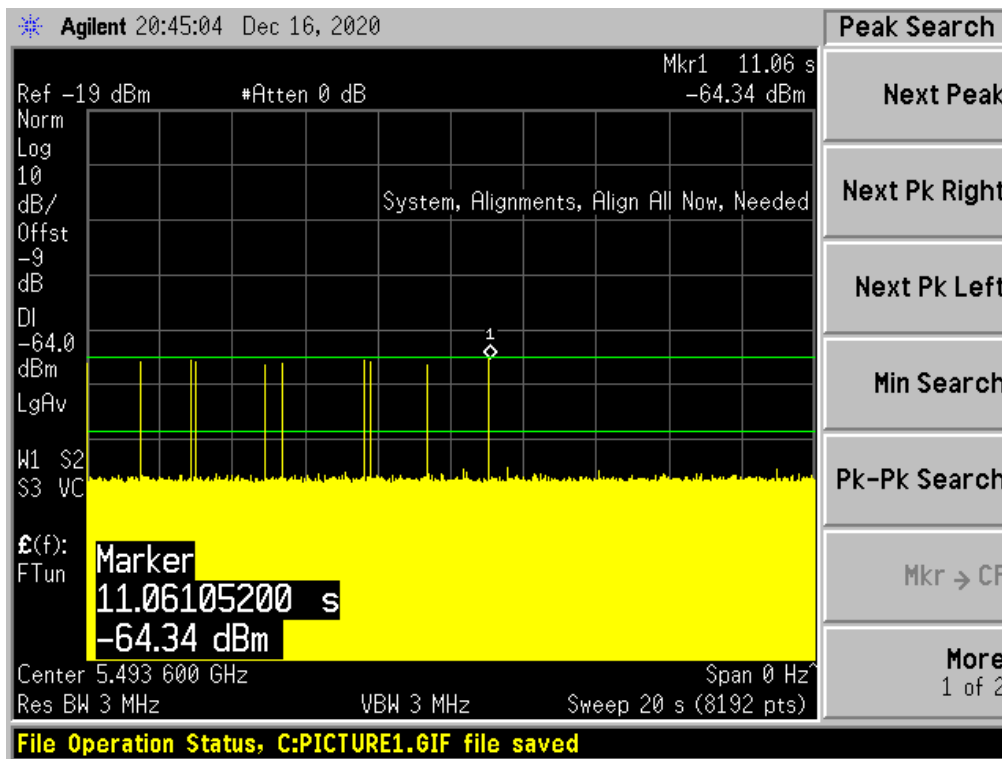 Agilent 20:45:04 Dec 16, 2020
Peak Search
Mkr1 11.06 s
Ref -19 dBm #Atten 0 dB -64.34 dBm
Norm
Log
10
dB/
Offst
-9
dB
DI
-64.0
dBm
LgAv
W1 S2
S3 VC
£(f):
FTun
System, Alignments, Align All Now, Needed
1
Marker
11.06105200 s
-64.34 dBm
Center 5.493 600 GHz Span 0 Hz^
Res BW 3 MHz VBW 3 MHz Sweep 20 s (8192 pts)
File Operation Status, C:PICTURE1.GIF file saved
Next Peak
Next Pk Right
Next Pk Left
Min Search
Pk-Pk Search
Mkr → CF
More
1 of 2